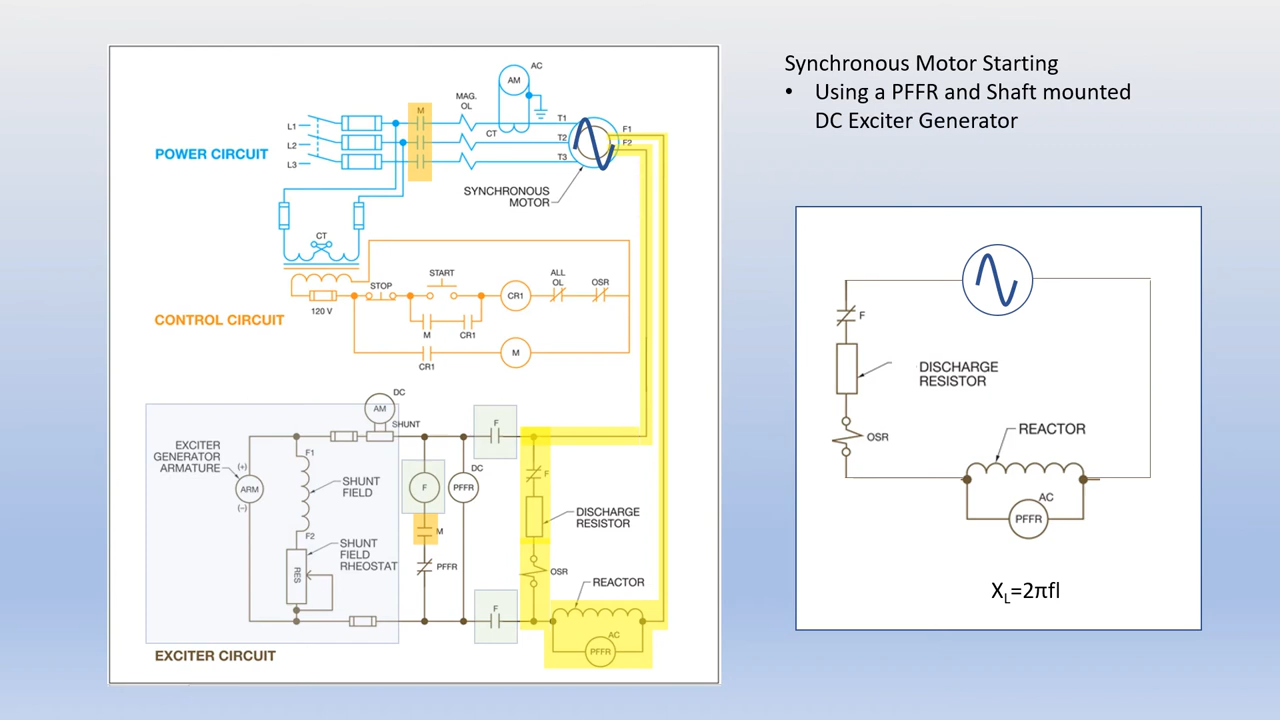 Synchronous Motor Starting
• Using a PFFR and Shaft mounted
DC Exciter Generator
POWER CIRCUIT
L1
L2
L3
M
MAG.
OL
AC
AM
CT
T1
T2
T3
F1
F2
SYNCHRONOUS
MOTOR
CT
120 V
CONTROL CIRCUIT
STOP
START
M
CR1
CR1
ALL
OL
OSR
CR1
M
DC
AM
SHUNT
EXCITER
GENERATOR
ARMATURE
(+)
ARM
(–)
F1
SHUNT
FIELD
F2
SHUNT
FIELD
RHEOSTAT
RES
F
M
PFFR
DC
PFFR
F
F
F
DISCHARGE
RESISTOR
OSR
REACTOR
AC
PFFR
EXCITER CIRCUIT
F
DISCHARGE
RESISTOR
OSR
REACTOR
AC
PFFR
XL=2πfl